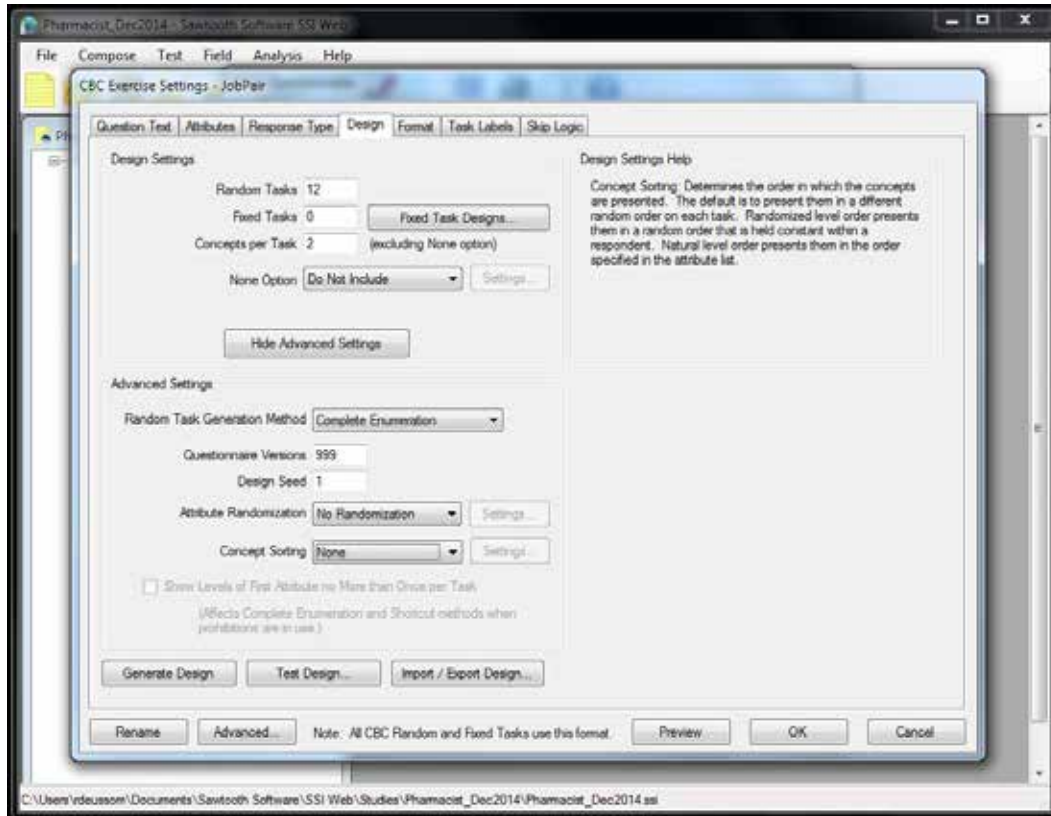 Pharmacist_Dec2014 - Sawtooth Software SSI Web
File Compose Test Field Analysis Help
CBC Exercise Settings - JobPair
Question Text Attributes Response Type Design Format Task Labels Skip Logic
Design Settings
Random Tasks 12
Fixed Tasks 0 Fixed Task Designs...
Concepts per Task 2 (excluding None option)
None Option Do Not Include Settings...
Hide Advanced Settings
Design Settings Help
Concept Sorting: Determines the order in which the concepts
are presented. The default is to present them in a different
random order on each task. Randomized level order presents
them in a random order that is held constant within a
respondent. Natural level order presents them in the order
specified in the attribute list.
Advanced Settings
Random Task Generation Method Complete Enumeration
Questionnaire Versions 999
Design Seed 1
Attribute Randomization No Randomization Settings...
Concept Sorting None Settings...
Show Levels of First Attribute no More than Once per Task
(Affects Complete Enumeration and Shortcut methods when
prohibitions are in use.)
Generate Design Test Design... Import / Export Design...
Rename Advanced... Note: All CBC Random and Fixed Tasks use this format. Preview OK Cancel
C:\Users\rdeussom\Documents\Sawtooth Software\SSI Web\Studies\Pharmacist_Dec2014\Pharmacist_Dec2014.ssi